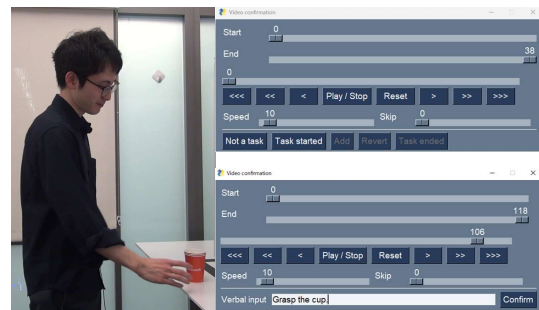 Video confirmation
Start 0
End 38
0
<<< << < Play / Stop Reset > >> >>>
Speed 10 Skip 0
Not a task Task started Add Revert Task ended
Video confirmation
Start 0
End 118
106
<<< << < Play / Stop Reset > >> >>>
Speed 10 Skip 0
Verbal input Grasp the cup. Confirm